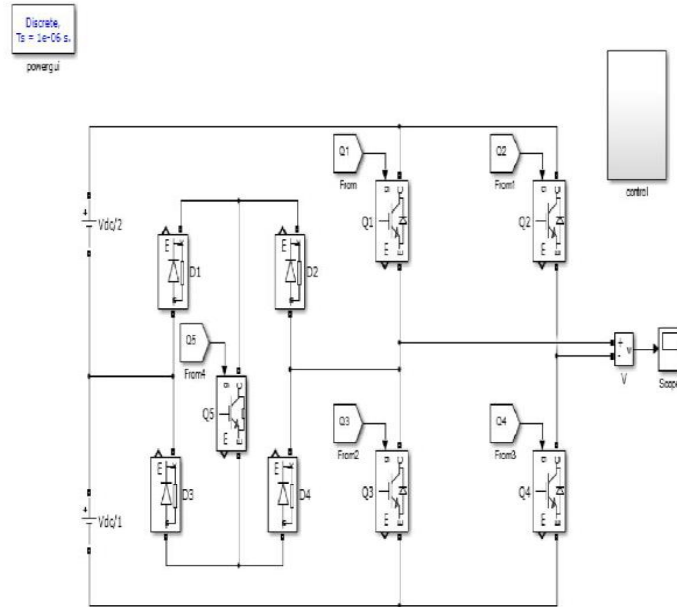 Discrete,
Ts = 1e-06 s.
powergui
Q1
From
Q2
From1
control
Vdc/2
Q1
Q2
D1
D2
Q5
From4
V
Scope
Q5
Q3
From2
Q4
From3
D3
D4
Q3
Q4
Vdc/1
g
C
E
g
C
E
E
E
g
C
E
E
E
g
C
E
g
C
E